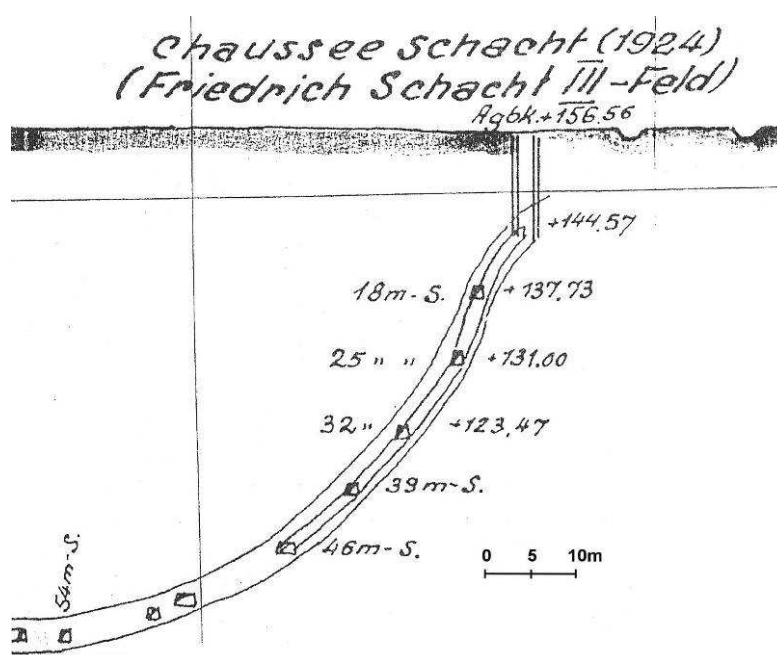 Chaussee Schacht (1924)
(Friedrich Schacht III-Feld)
Rgbk.+156.56
+144.57
18m-S. +137.73
25 " " +131.00
32 " +123.47
39m-S.
46m-S.
54m-S.
0 5 10m